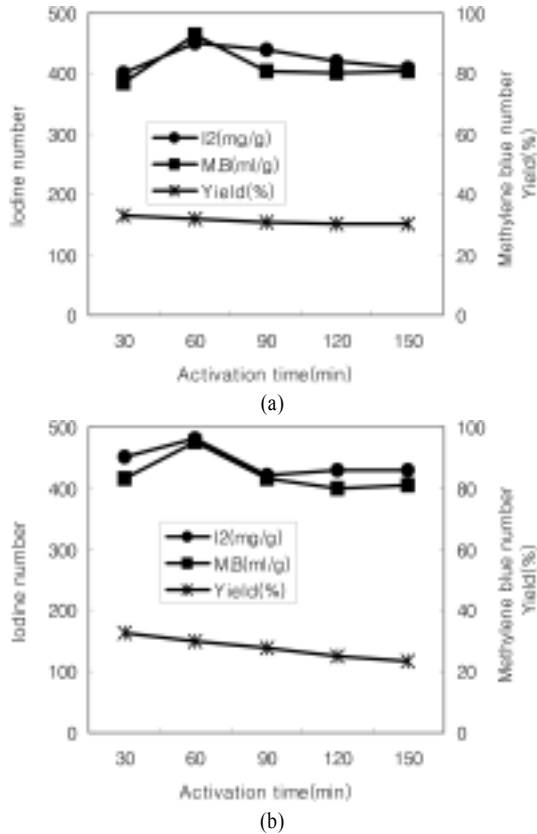 500
400
300
200
100
0
Iodine number
I2(mg/g)
M.B(ml/g)
Yield(%)
100
80
60
40
20
0
Methylene blue number
Yield(%)
30 60 90 120 150
Activation time(min)
(a)
500
400
300
200
100
0
Iodine number
I2(mg/g)
M.B(ml/g)
Yield(%)
100
80
60
40
20
0
Methylene blue number
Yield(%)
30 60 90 120 150
Activation time(min)
(b)